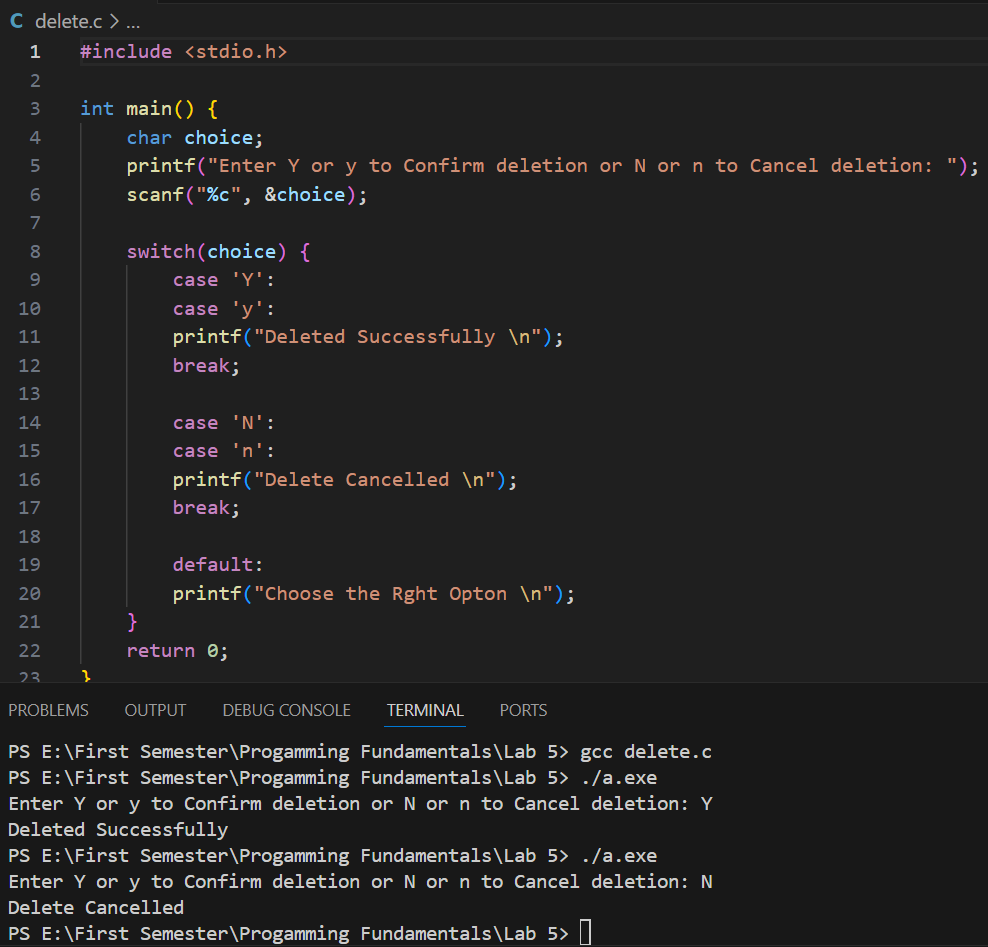 C delete.c > ...
1 #include <stdio.h>
2
3 int main() {
4 char choice;
5 printf("Enter Y or y to Confirm deletion or N or n to Cancel deletion: ");
6 scanf("%c", &choice);
7
8 switch(choice) {
9 case 'Y':
10 case 'y':
11 printf("Deleted Successfully \n");
12 break;
13
14 case 'N':
15 case 'n':
16 printf("Delete Cancelled \n");
17 break;
18
19 default:
20 printf("Choose the Rght Opton \n");
21 }
22 return 0;
23 }
PROBLEMS OUTPUT DEBUG CONSOLE TERMINAL PORTS
PS E:\First Semester\Progamming Fundamentals\Lab 5> gcc delete.c
PS E:\First Semester\Progamming Fundamentals\Lab 5> ./a.exe
Enter Y or y to Confirm deletion or N or n to Cancel deletion: Y
Deleted Successfully
PS E:\First Semester\Progamming Fundamentals\Lab 5> ./a.exe
Enter Y or y to Confirm deletion or N or n to Cancel deletion: N
Delete Cancelled
PS E:\First Semester\Progamming Fundamentals\Lab 5>